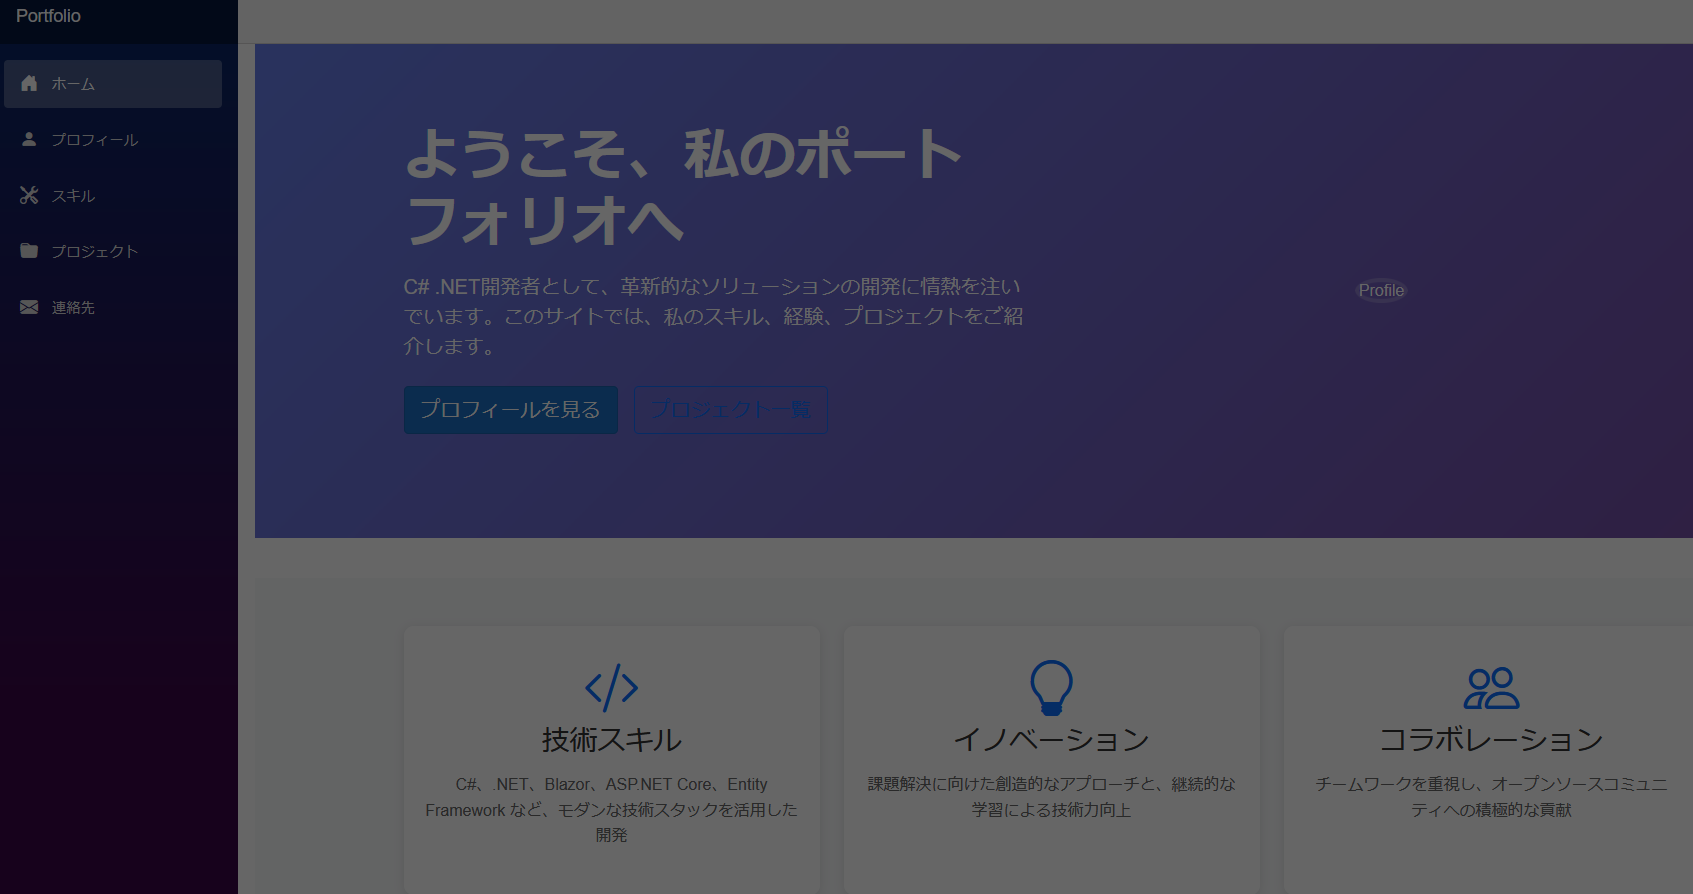 Portfolio
ホーム
プロフィール
スキル
プロジェクト
連絡先
ようこそ、私のポート
フォリオへ
C# .NET開発者として、革新的なソリューションの開発に情熱を注い
でいます。このサイトでは、私のスキル、経験、プロジェクトをご紹
介します。
プロフィールを見る
プロジェクト一覧
Profile
技術スキル
C#、.NET、Blazor、ASP.NET Core、Entity
Framework など、モダンな技術スタックを活用した
開発
イノベーション
課題解決に向けた創造的なアプローチと、継続的な
学習による技術力向上
コラボレーション
チームワークを重視し、オープンソースコミュニ
ティへの積極的な貢献